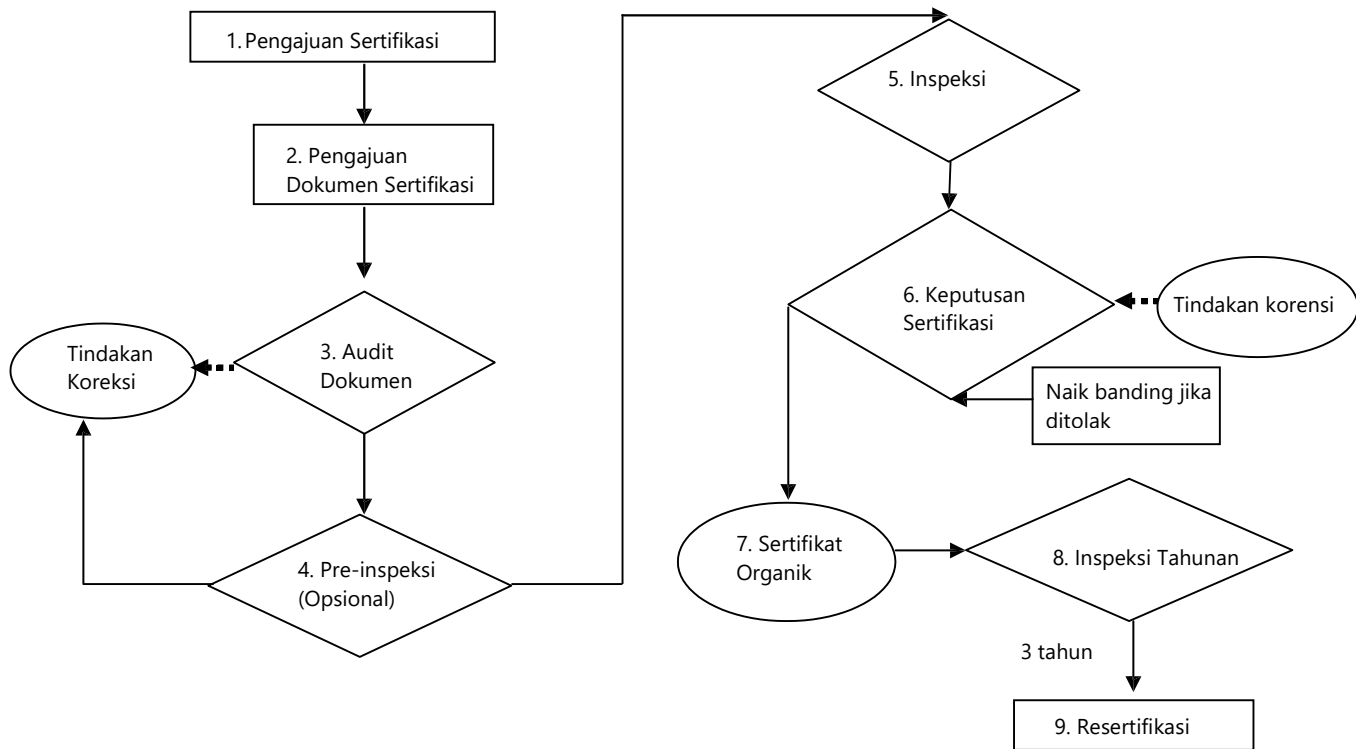 1. Pengajuan Sertifikasi
2. Pengajuan
Dokumen Sertifikasi
3. Audit
Dokumen
Tindakan
Koreksi
4. Pre-inspeksi
(Opsional)
5. Inspeksi
6. Keputusan
Sertifikasi
Tindakan korensi
Naik banding jika
ditolak
7. Sertifikat
Organik
8. Inspeksi Tahunan
3 tahun
9. Resertifikasi